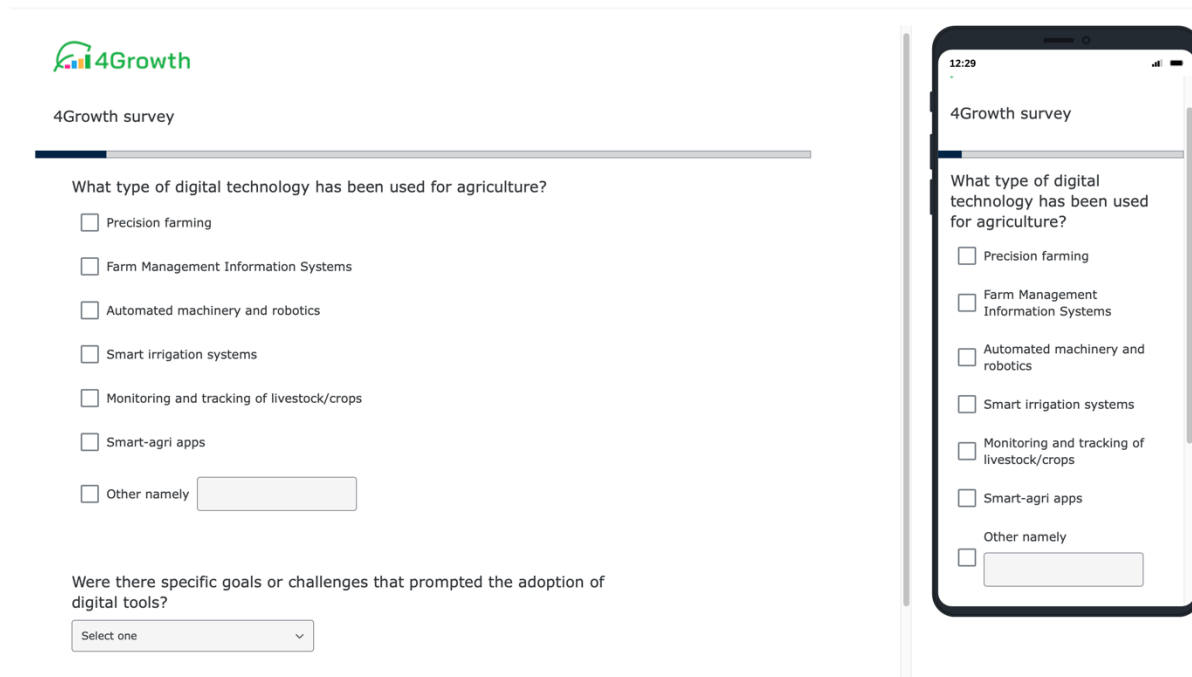 4Growth
4Growth survey
What type of digital technology has been used for agriculture?
Precision farming
Farm Management Information Systems
Automated machinery and robotics
Smart irrigation systems
Monitoring and tracking of livestock/crops
Smart-agri apps
Other namely
Were there specific goals or challenges that prompted the adoption of
digital tools?
Select one
12:29
4Growth survey
What type of digital
technology has been used
for agriculture?
Precision farming
Farm Management
Information Systems
Automated machinery and
robotics
Smart irrigation systems
Monitoring and tracking of
livestock/crops
Smart-agri apps
Other namely